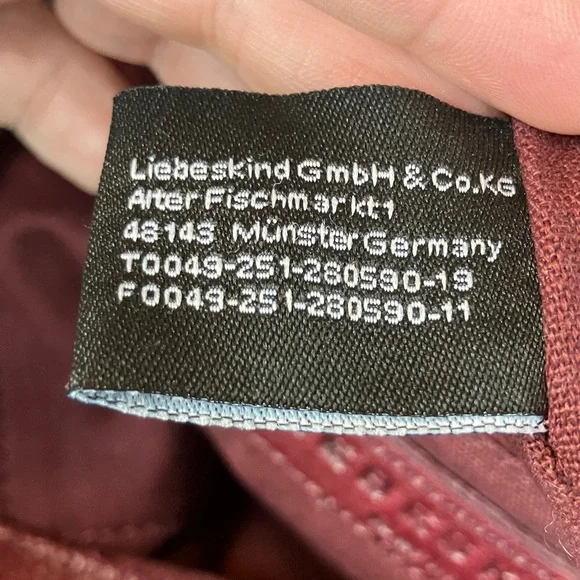 Liebeskind GmbH & Co.KG
Alter Fischmarkt1
48143 Münster Germany
T0049-251-280590-19
F0049-251-280590-11